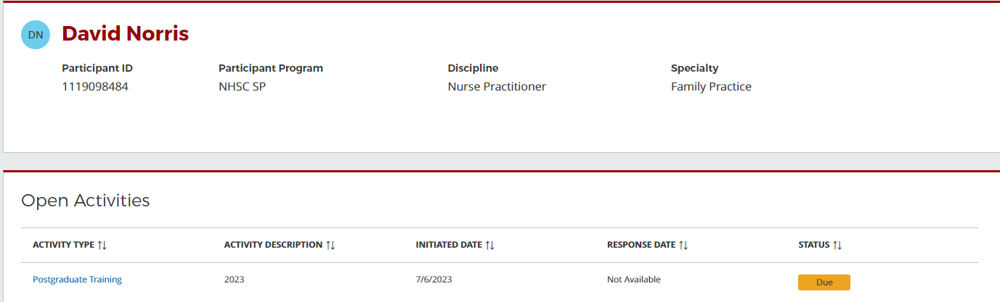 DN David Norris
Participant ID Participant Program Discipline Specialty
1119098484 NHSC SP Nurse Practitioner Family Practice
Open Activities
ACTIVITY TYPE ↑↓ ACTIVITY DESCRIPTION ↑↓ INITIATED DATE ↑↓ RESPONSE DATE ↑↓ STATUS ↑↓
Postgraduate Training 2023 7/6/2023 Not Available Due